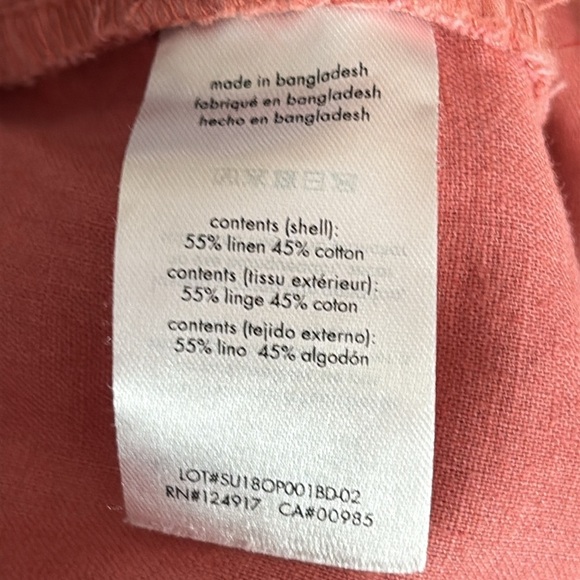 made in bangladesh
fabriqué en bangladesh
hecho en bangladesh
contents (shell):
55% linen 45% cotton
contents (tissu extérieur):
55% linge 45% coton
contents (tejido externo):
55% lino 45% algodón
LOT#SU18OP001BD-02
RN#124917 CA#00985